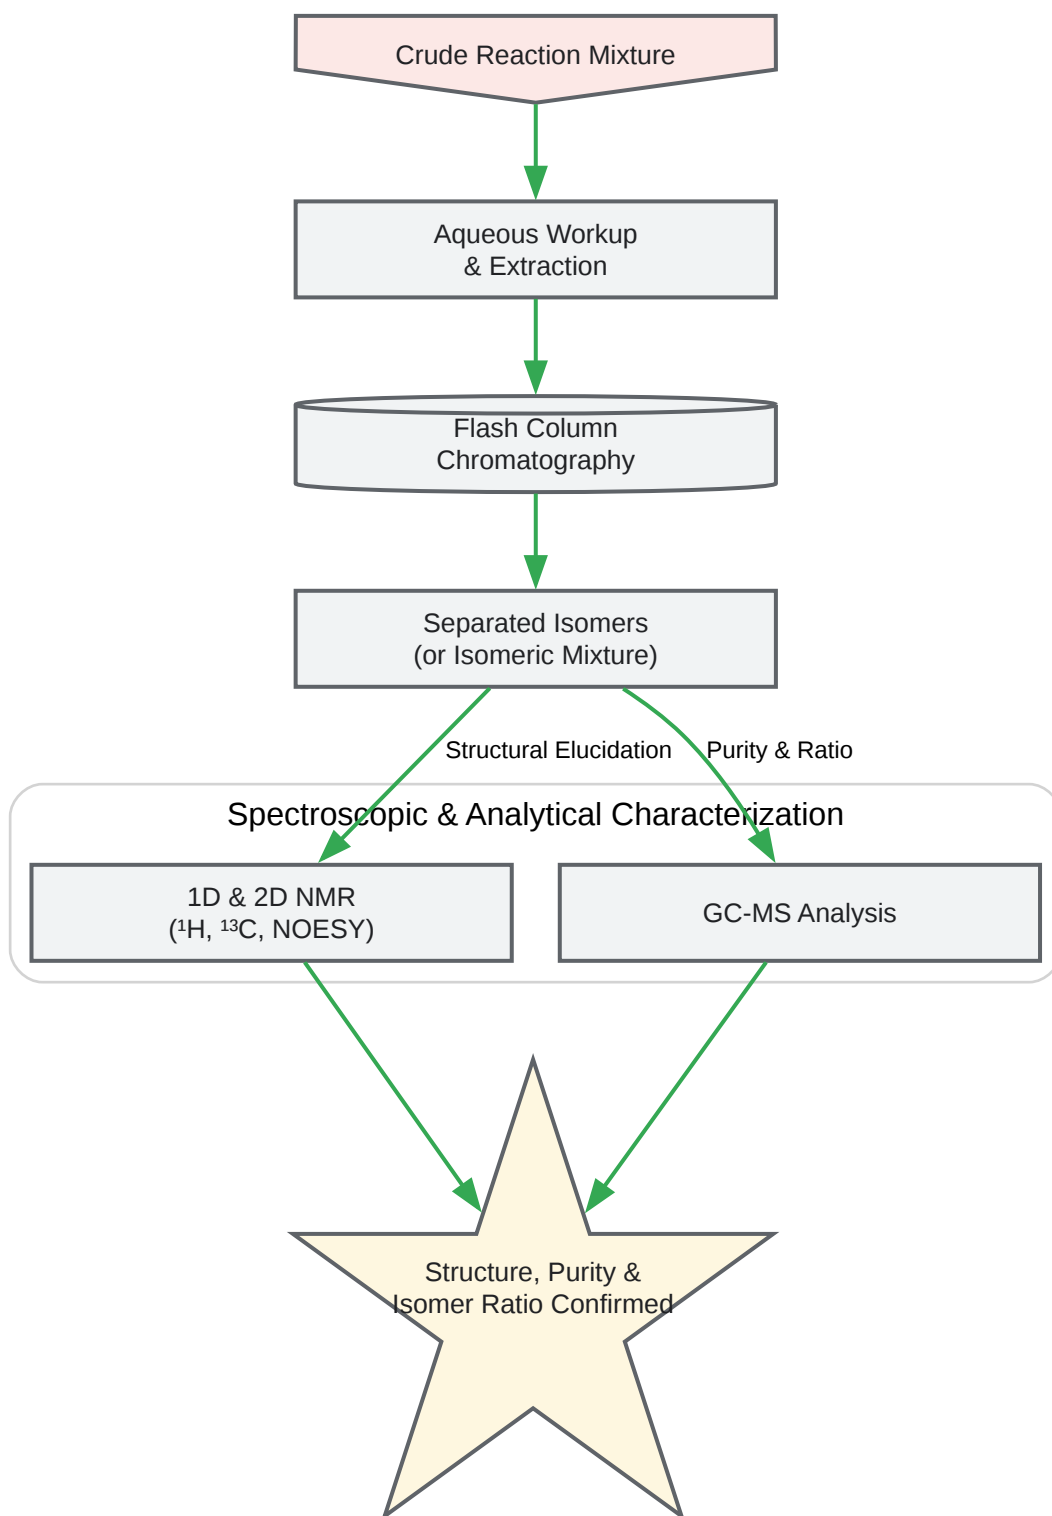 Crude Reaction Mixture
Aqueous Workup
& Extraction
Flash Column
Chromatography
Separated Isomers
(or Isomeric Mixture)
Structural Elucidation
Purity & Ratio
Spectroscopic & Analytical Characterization
1D & 2D NMR
(¹H, ¹³C, NOESY)
GC-MS Analysis
Structure, Purity &
Isomer Ratio Confirmed